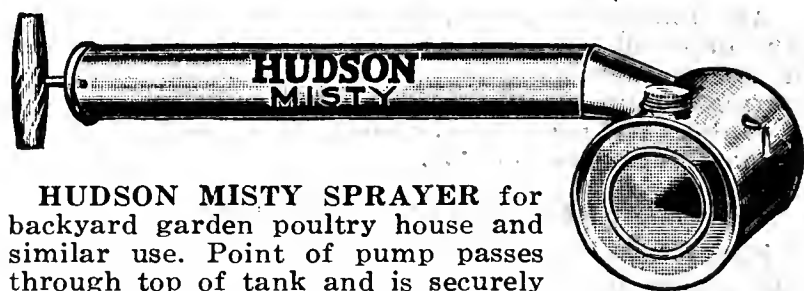 HUDSON
MISTY
HUDSON MISTY SPRAYER for
backyard garden poultry house and
similar use. Point of pump passes
through top of tank and is securely